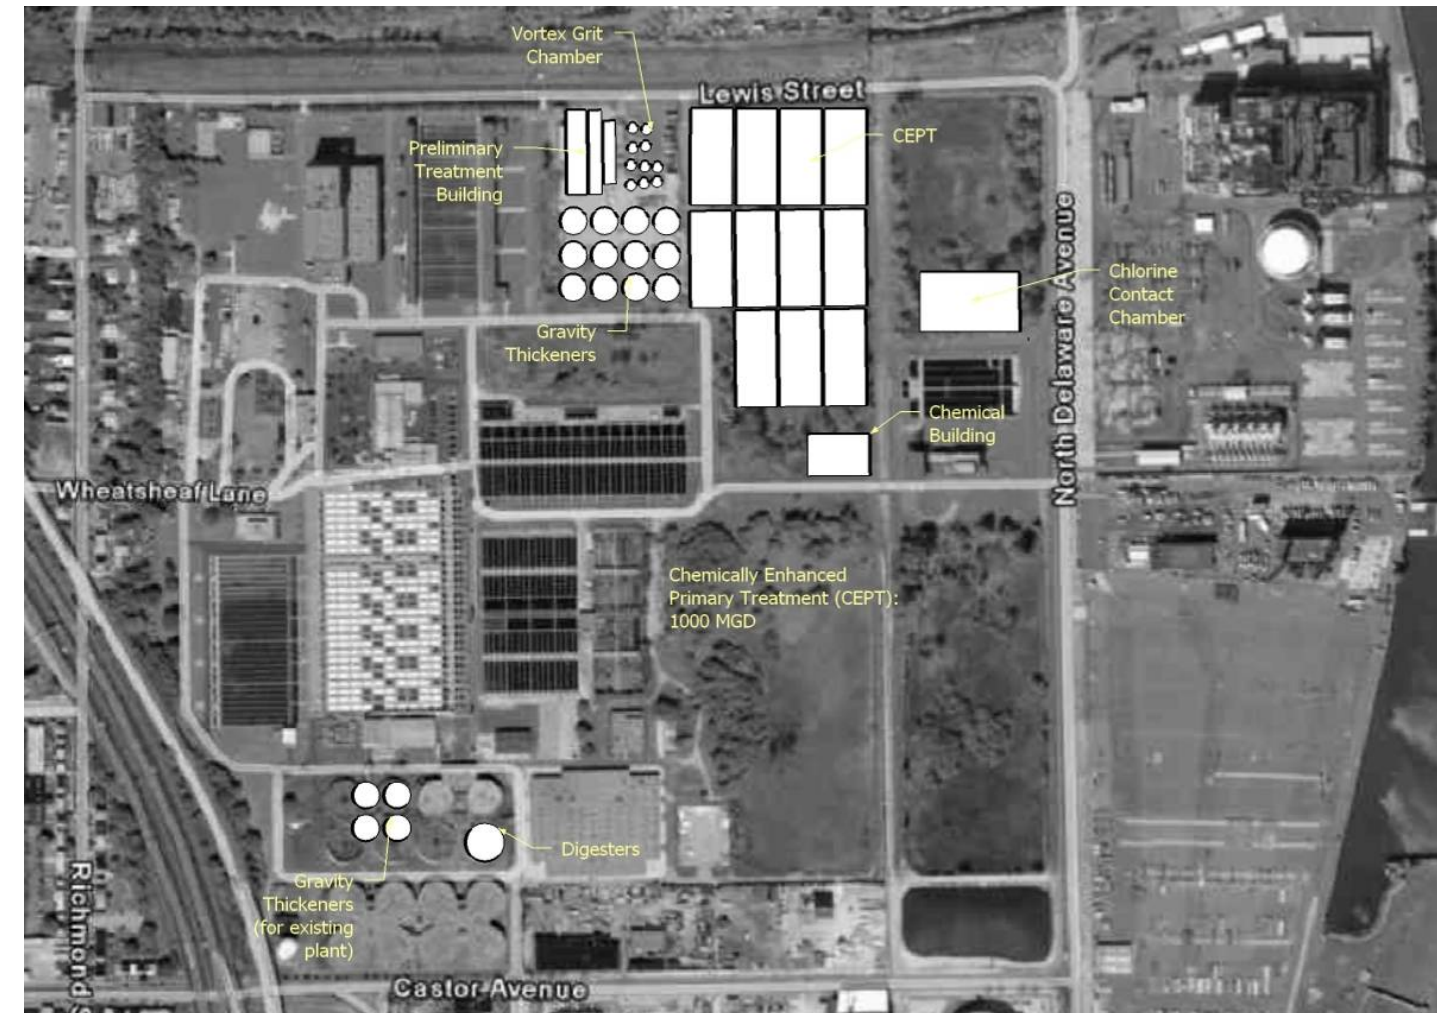 Vortex Grit
Chamber
Lewis Street
CEPT
Preliminary
Treatment
Building
Chlorine
Contact
Chamber
Gravity
Thickeners
North Delaware Avenue
Chemical
Building
Wheatsheaf Lane
Chemically Enhanced
Primary Treatment (CEPT):
1000 MGD
Digesters
Gravity
Thickeners
(for existing
plant)
Richmond S
Castor Avenue